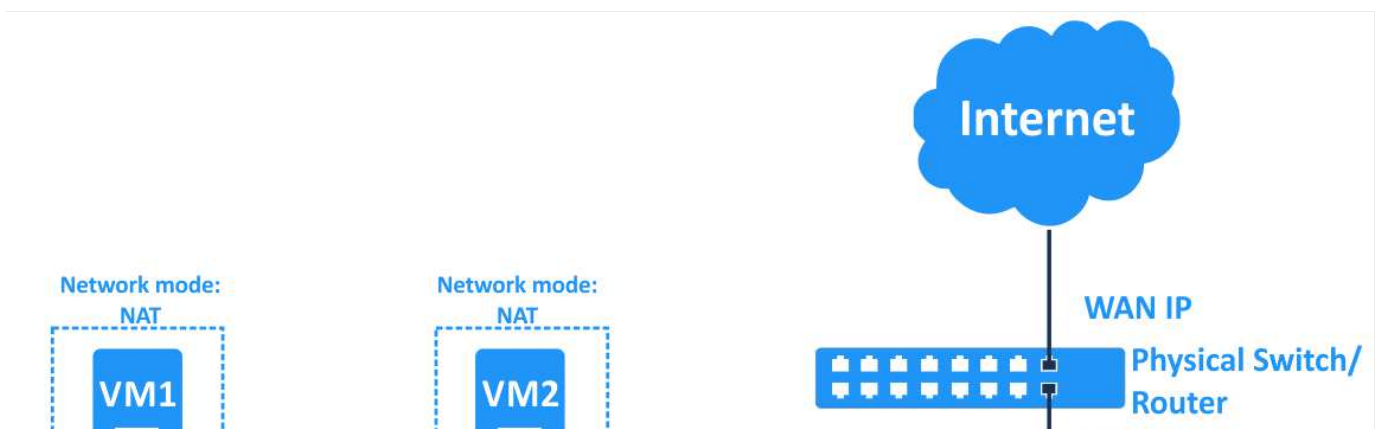 Internet
Network mode:
NAT
Network mode:
NAT
WAN IP
VM1
VM2
Physical Switch/
Router